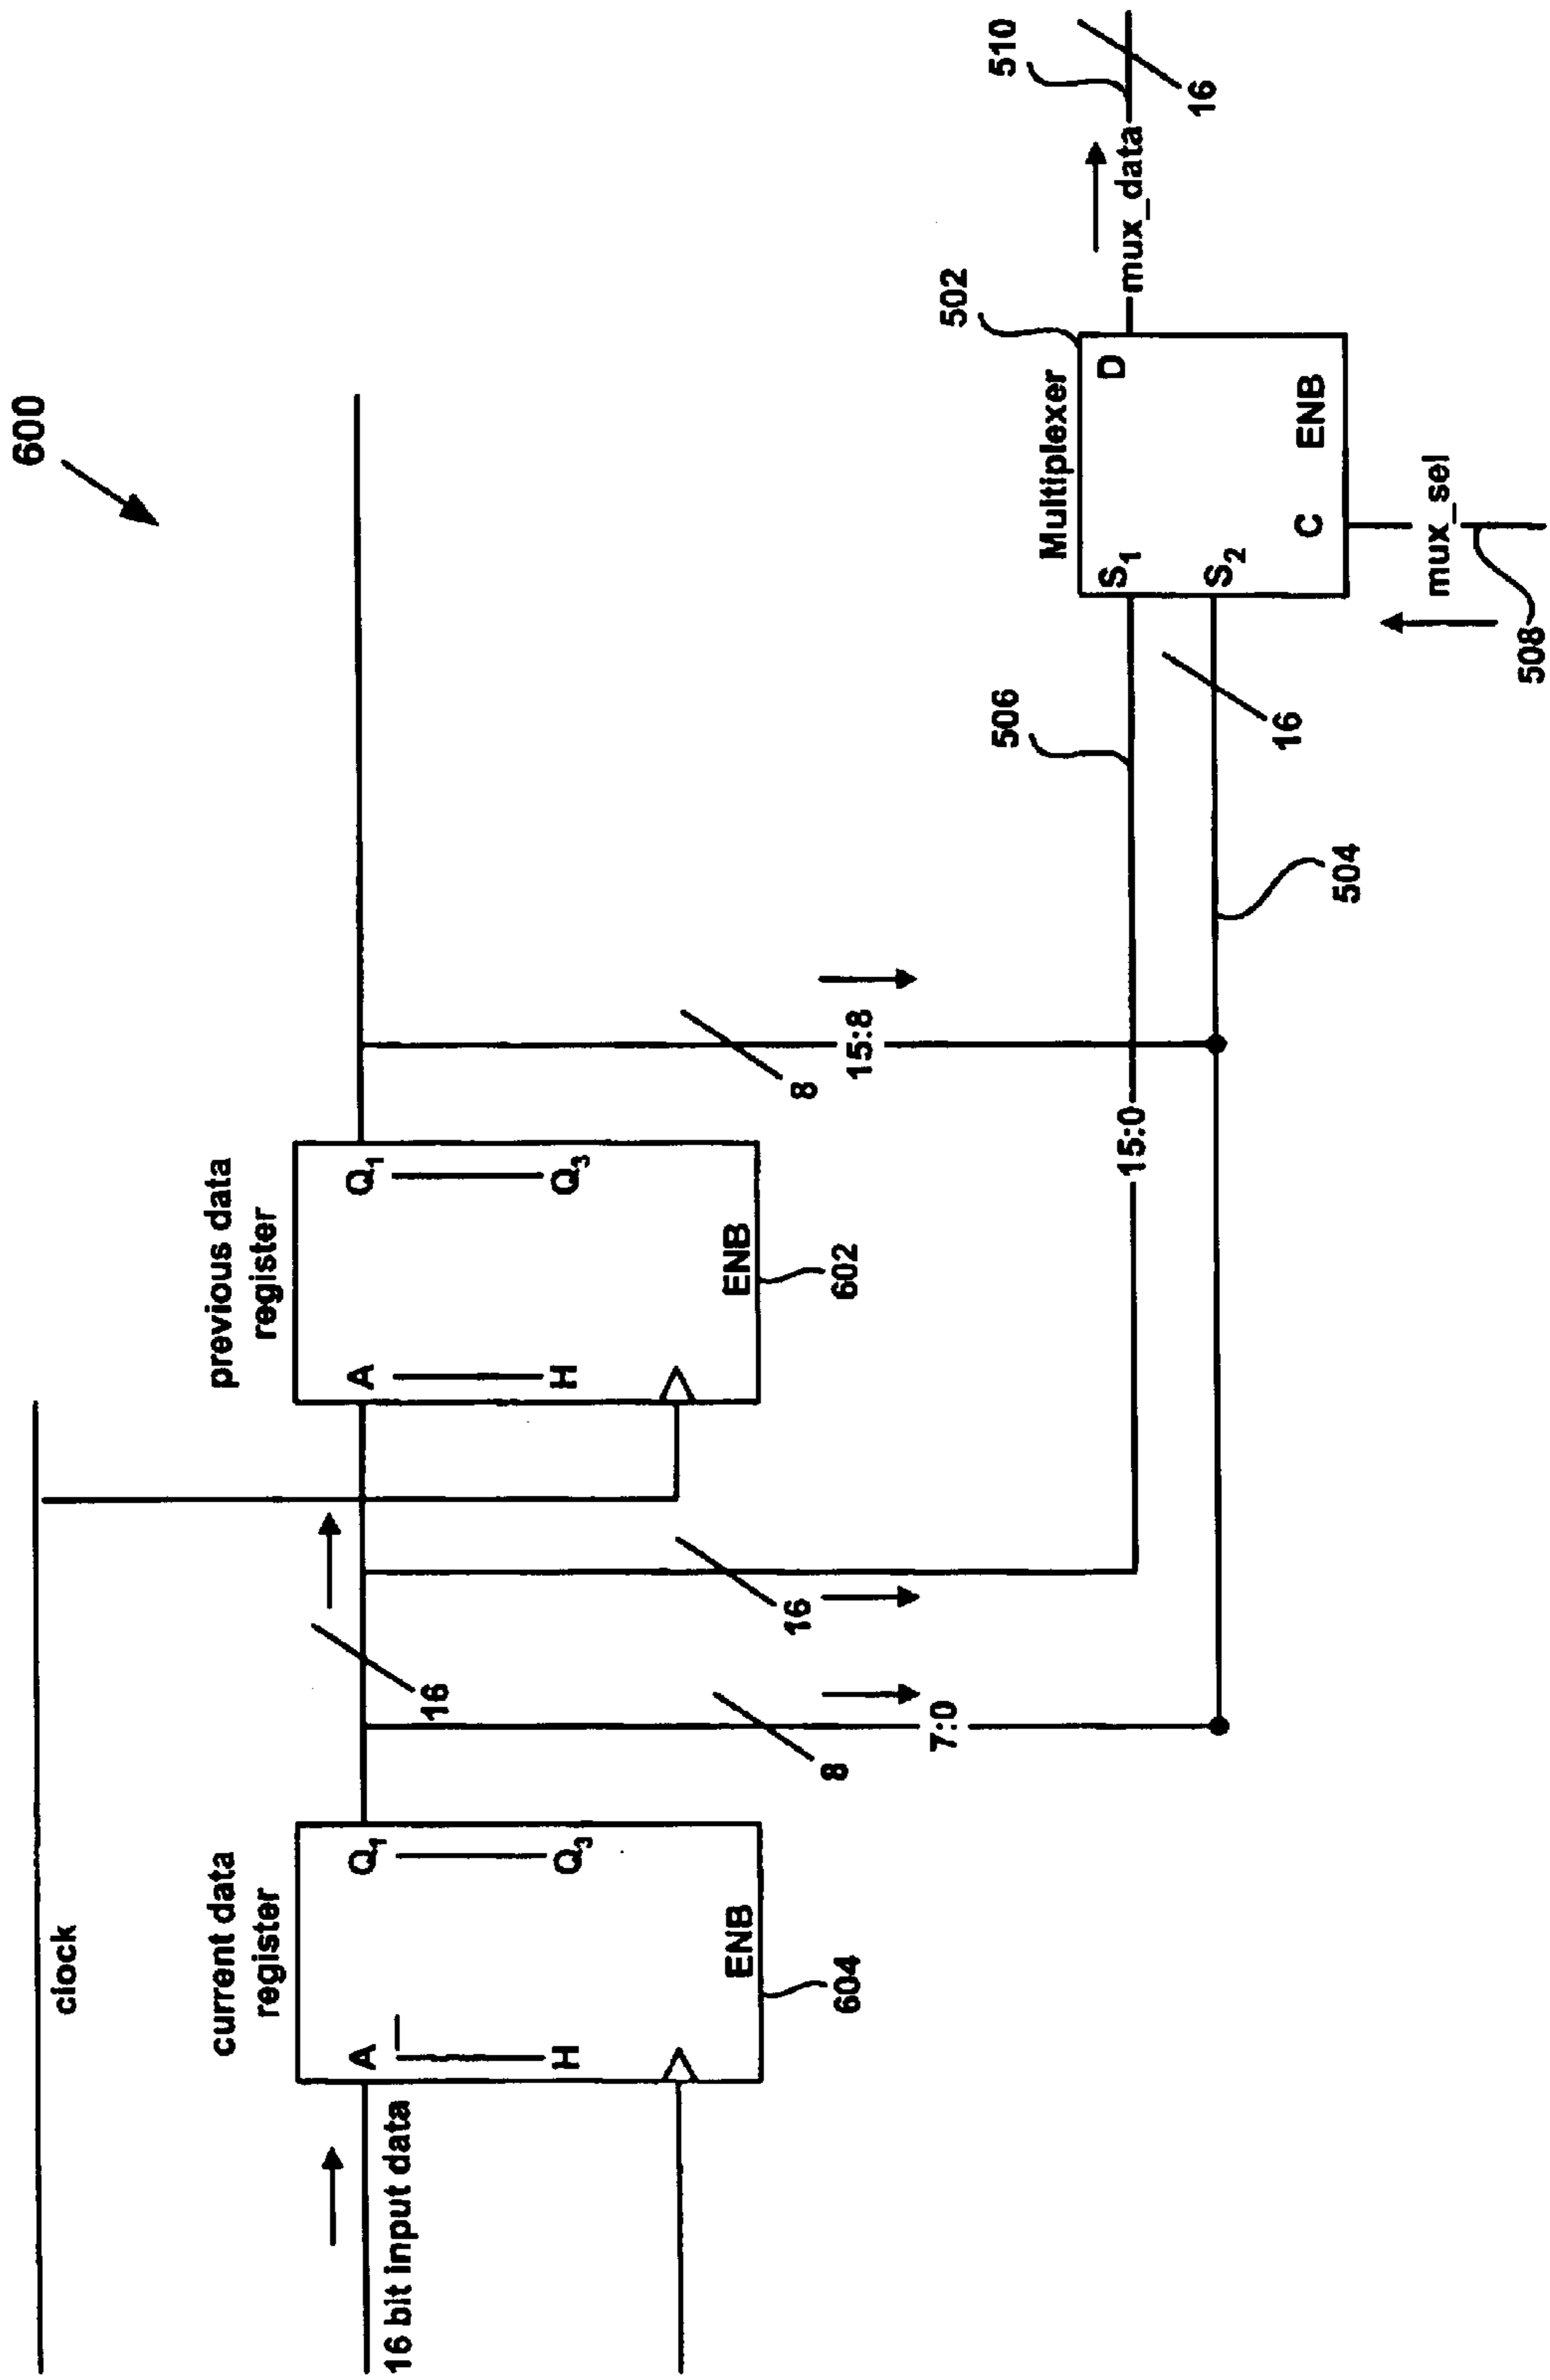 600
clock
current data
register
previous data
register
A
H
Q1
Q3
ENB
604
A
H
Q1
Q3
ENB
602
16 bit input data
16
8
7:0
16
15:0
8
15:8
506
504
16
Multiplexer
502
S1
S2
D
C
ENB
mux_sel
508
mux_data
510
16